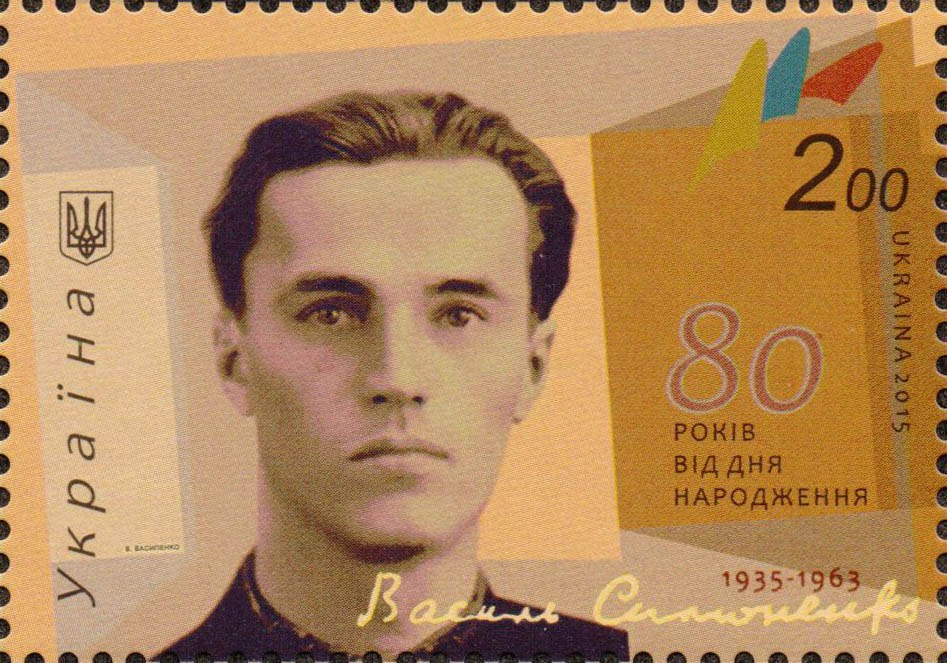 Україна
В. ВАСИЛЕНКО
2 00
UKRAINA 2015
80
РОКІВ
ВІД ДНЯ
НАРОДЖЕННЯ
1935-1963
Василь Симоненко